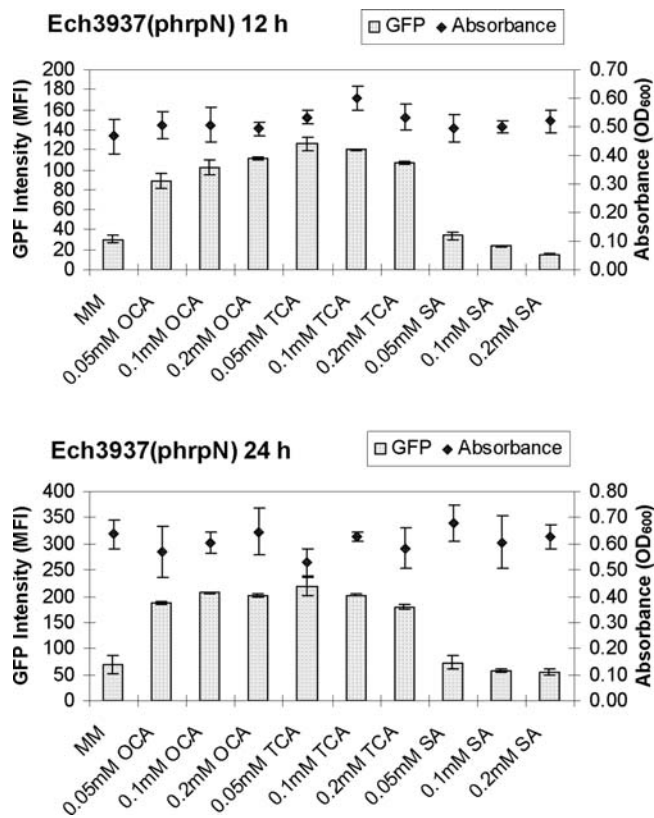 Ech3937(phrpN) 12 h
GFP Absorbance
GPF Intensity (MFI)
200
180
160
140
120
100
80
60
40
20
0
0.70
0.60
0.50
0.40
0.30
0.20
0.10
0.00
Absorbance (OD600)
MM
0.05mM OCA
0.1mM OCA
0.2mM OCA
0.05mM TCA
0.1mM TCA
0.2mM TCA
0.05mM SA
0.1mM SA
0.2mM SA
Ech3937(phrpN) 24 h
GFP Absorbance
GFP Intensity (MFI)
400
350
300
250
200
150
100
50
0
0.80
0.70
0.60
0.50
0.40
0.30
0.20
0.10
0.00
Absorbance (OD600)
MM
0.05mM OCA
0.1mM OCA
0.2mM OCA
0.05mM TCA
0.1mM TCA
0.2mM TCA
0.05mM SA
0.1mM SA
0.2mM SA